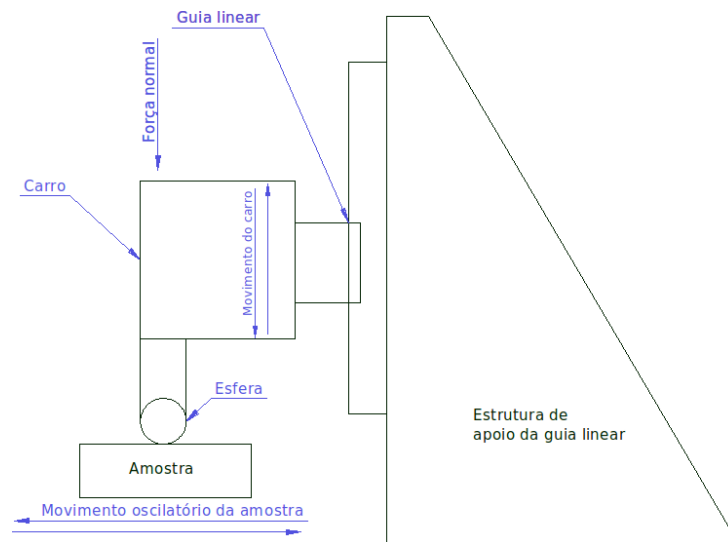 Guia linear
Força normal
Carro
Movimento do carro
Esfera
Estrutura de
apoio da guia linear
Amostra
Movimento oscilatório da amostra